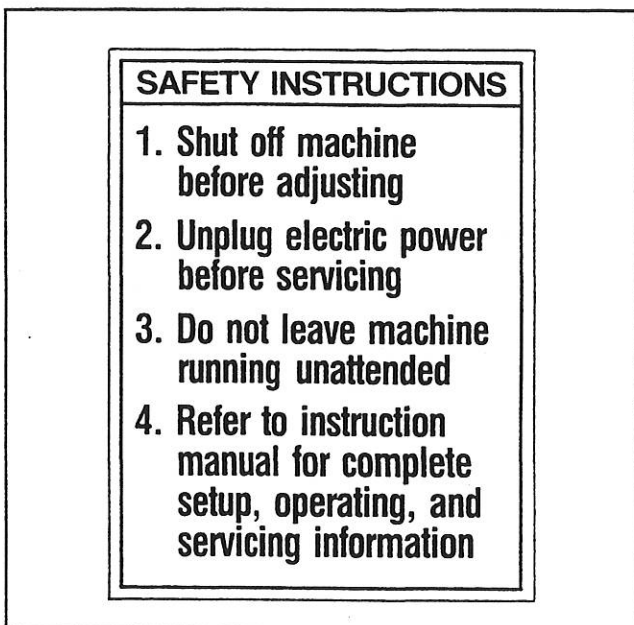 SAFETY INSTRUCTIONS
1. Shut off machine
before adjusting
2. Unplug electric power
before servicing
3. Do not leave machine
running unattended
4. Refer to instruction
manual for complete
setup, operating, and
servicing information